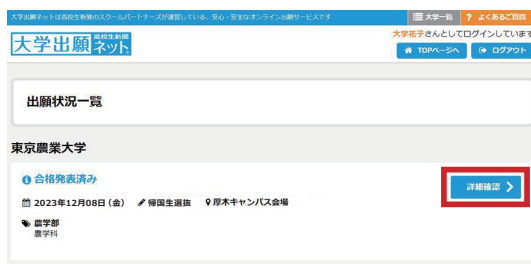 大学出願ネットは高校生新聞のスクールパートナーズが運営している、安心・安全なオンライン出願サービスです
大学一覧
? よくあるご質問
大学出願ネット
高校生新聞
大学花子さんとしてログインしています
TOPページへ
ログアウト
出願状況一覧
東京農業大学
合格発表済み
詳細確認
2023年12月08日(金) 帰国生選抜 厚木キャンパス会場
農学部
農学科